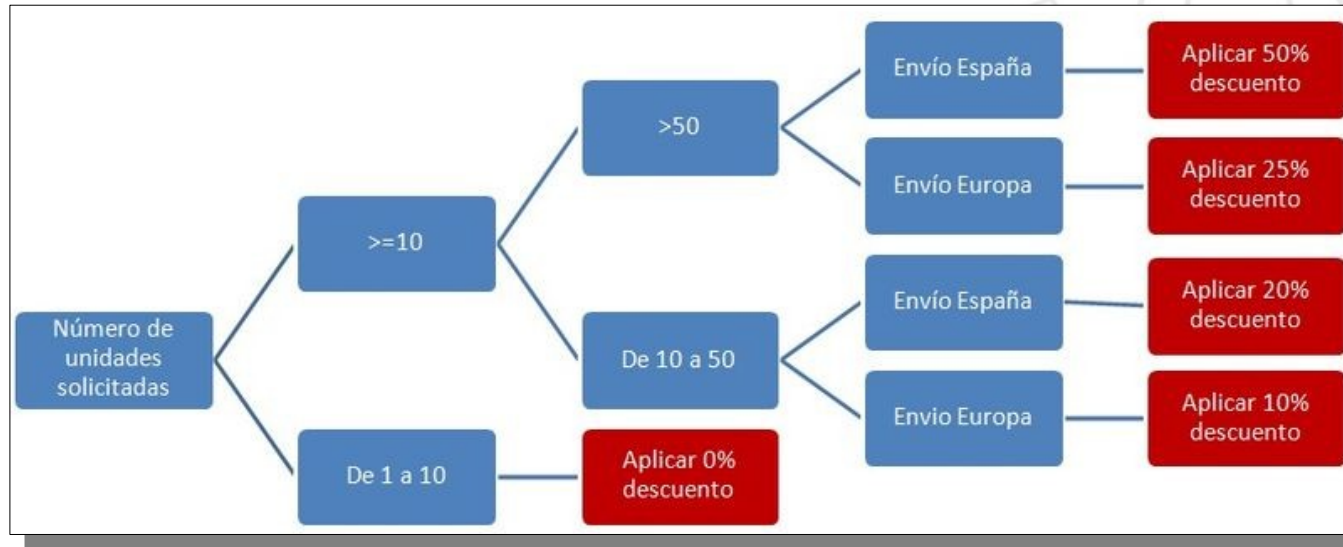 Número de
unidades
solicitadas
>=10
De 1 a 10
>50
De 10 a 50
Aplicar 0%
descuento
Envío España
Envío Europa
Envío España
Envio Europa
Aplicar 50%
descuento
Aplicar 25%
descuento
Aplicar 20%
descuento
Aplicar 10%
descuento